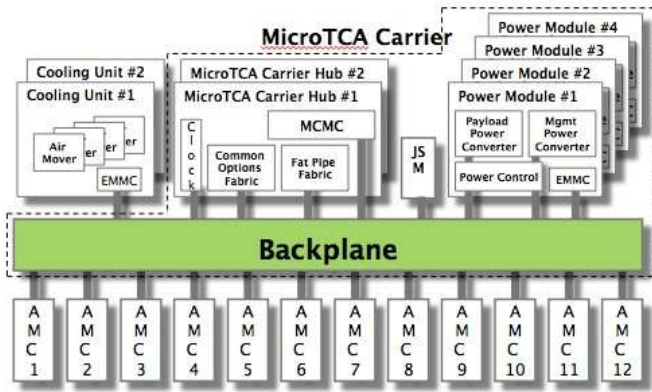 MicroTCA Carrier
Power Module #4
Power Module #3
Power Module #2
Power Module #1
Cooling Unit #2
Cooling Unit #1
MicroTCA Carrier Hub #2
MicroTCA Carrier Hub #1
Air
Mover
EMMC
Clock
MCMC
Common
Options
Fabric
Fat Pipe
Fabric
JSM
Payload
Power
Converter
Mgmt
Power
Converter
Power Control
EMMC
Backplane
AMC 1
AMC 2
AMC 3
AMC 4
AMC 5
AMC 6
AMC 7
AMC 8
AMC 9
AMC 10
AMC 11
AMC 12